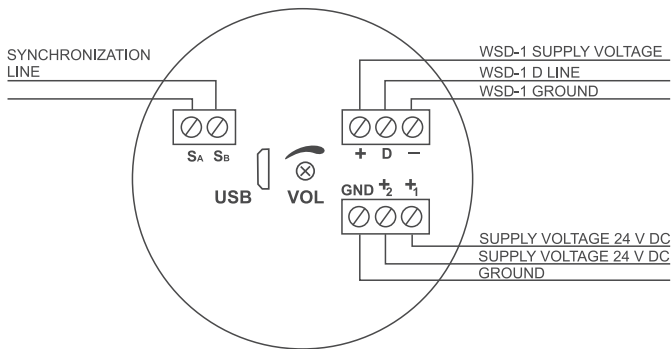 SYNCHRONIZATION
LINE
WSD-1 SUPPLY VOLTAGE
WSD-1 D LINE
WSD-1 GROUND
SA SB
+ D –
USB
VOL
GND +2 +1
SUPPLY VOLTAGE 24 V DC
SUPPLY VOLTAGE 24 V DC
GROUND